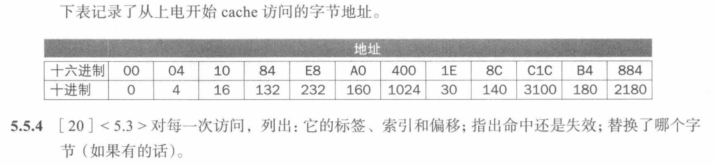 下表记录了从上电开始 cache 访问的字节地址。
地址
十六进制 00 04 10 84 E8 A0 400 1E 8C C1C B4 884
十进制 0 4 16 132 232 160 1024 30 140 3100 180 2180
5.5.4 [20] < 5.3 > 对每一次访问，列出：它的标签、索引和偏移；指出命中还是失效；替换了哪个字
节（如果有的话）。